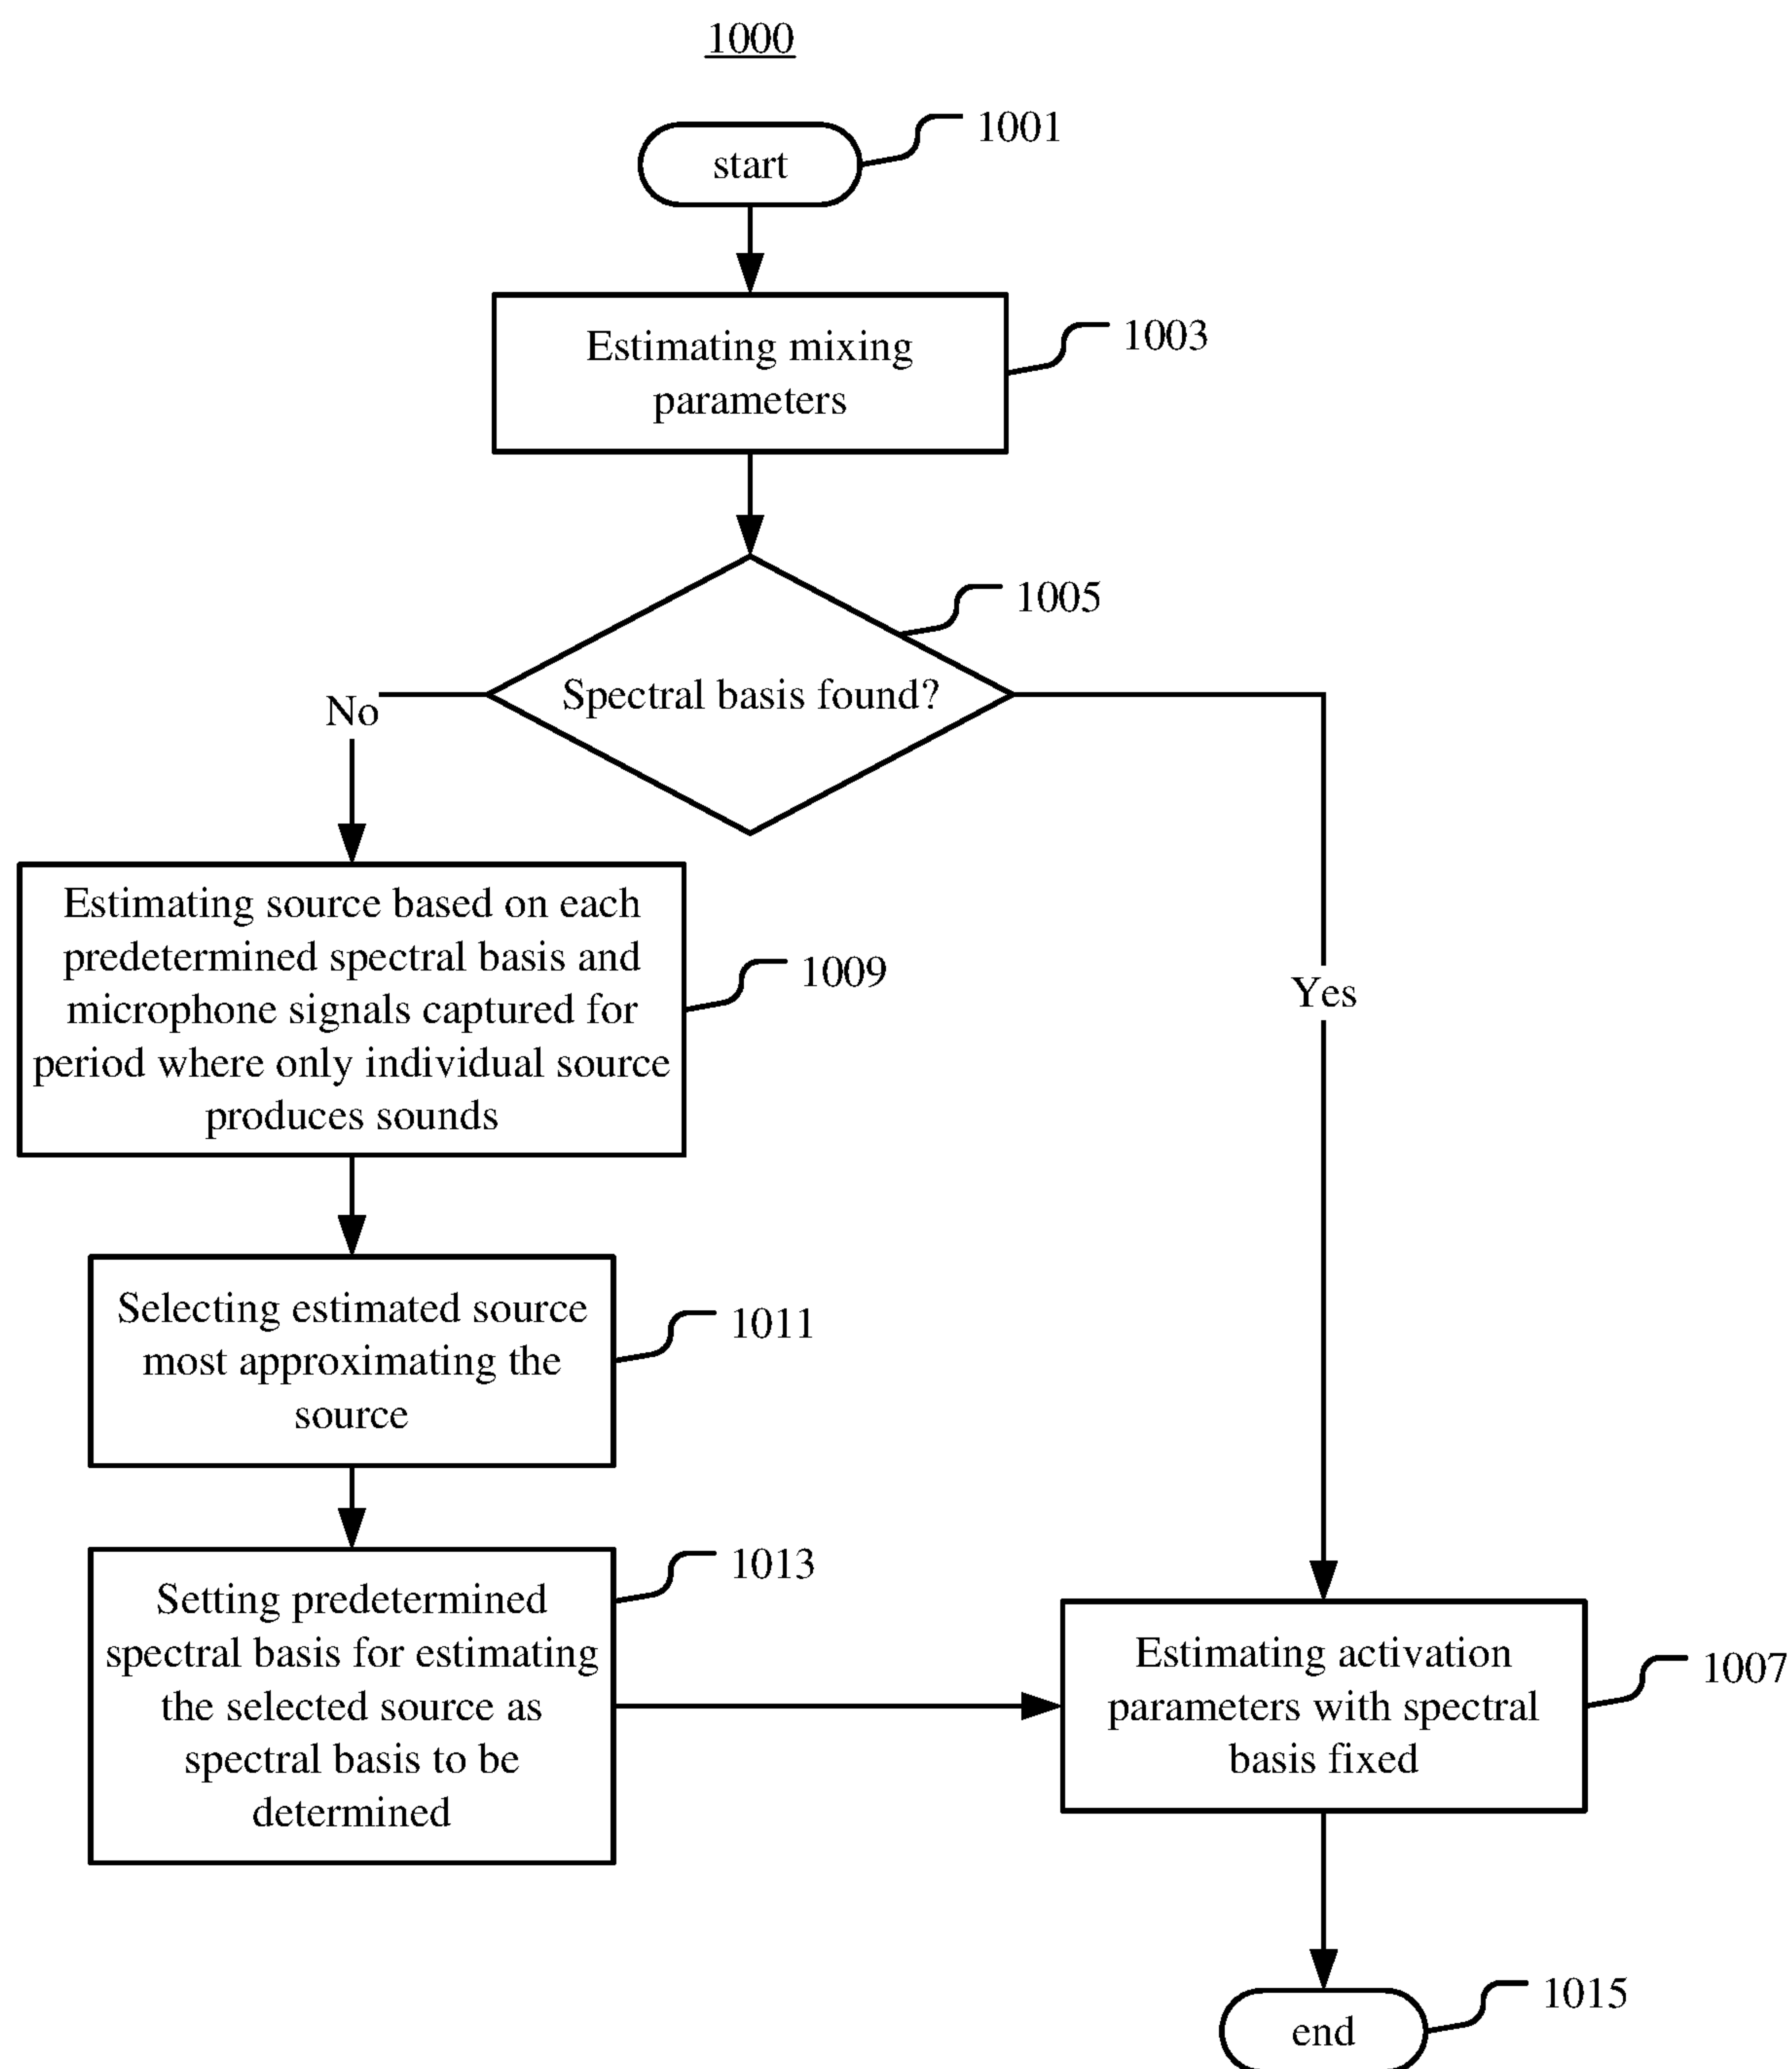 1000
1001
start
1003
Estimating mixing
parameters
1005
Spectral basis found?
No
Yes
Estimating source based on each
predetermined spectral basis and
microphone signals captured for
period where only individual source
produces sounds
1009
Selecting estimated source
most approximating the
source
1011
1013
Setting predetermined
spectral basis for estimating
the selected source as
spectral basis to be
determined
Estimating activation
parameters with spectral
basis fixed
1007
1015
end